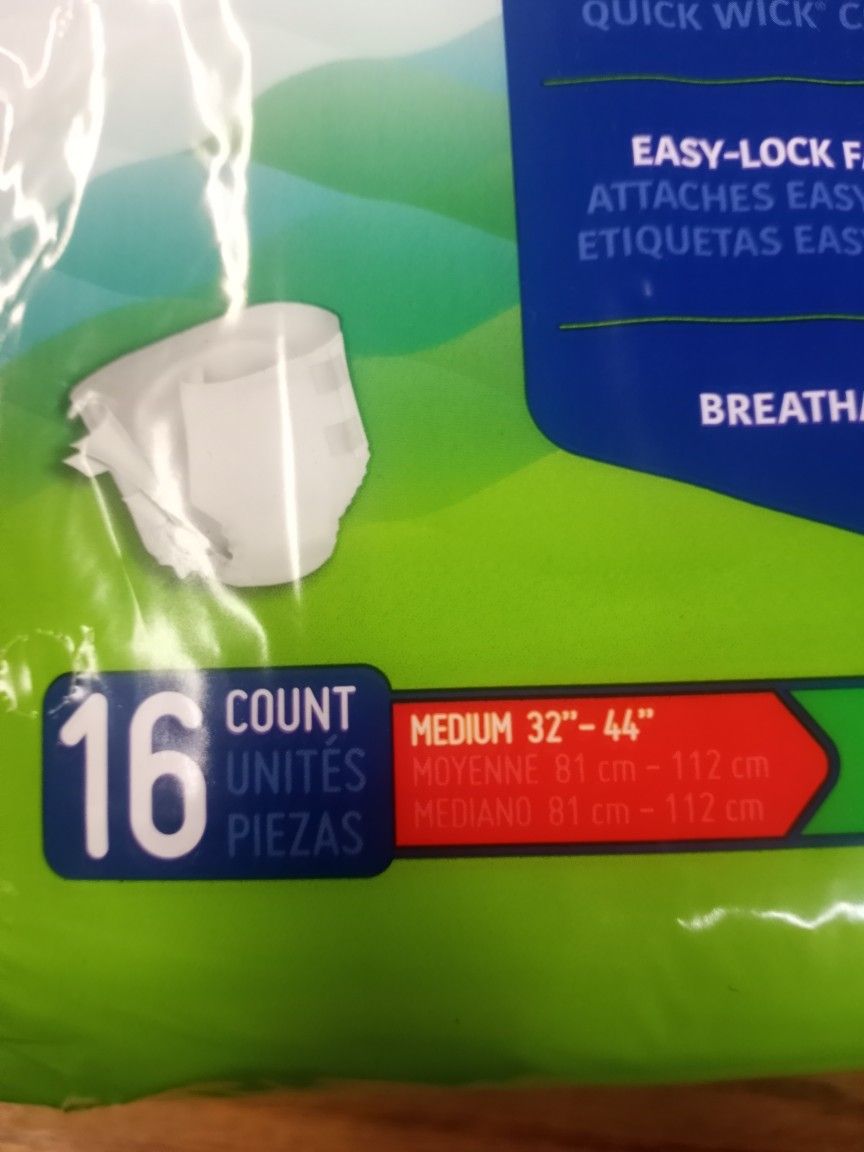 QUICK WICK®
EASY-LOCK
ATTACHES EASY
ETIQUETAS
16
COUNT
UNITÉS
PIEZAS
MEDIUM 32”- 44”
MOYENNE 81 cm - 112 cm
MEDIANO 81 cm - 112 cm